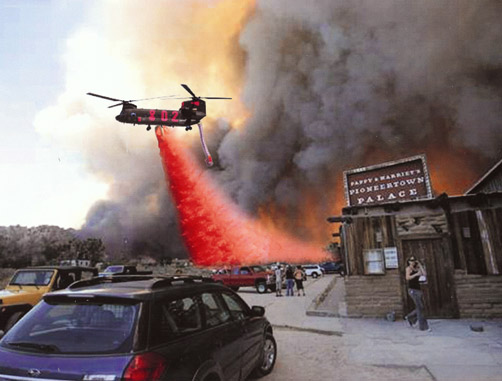 202
PAPPY & HARRIET'S
PIONEERTOWN
PALACE